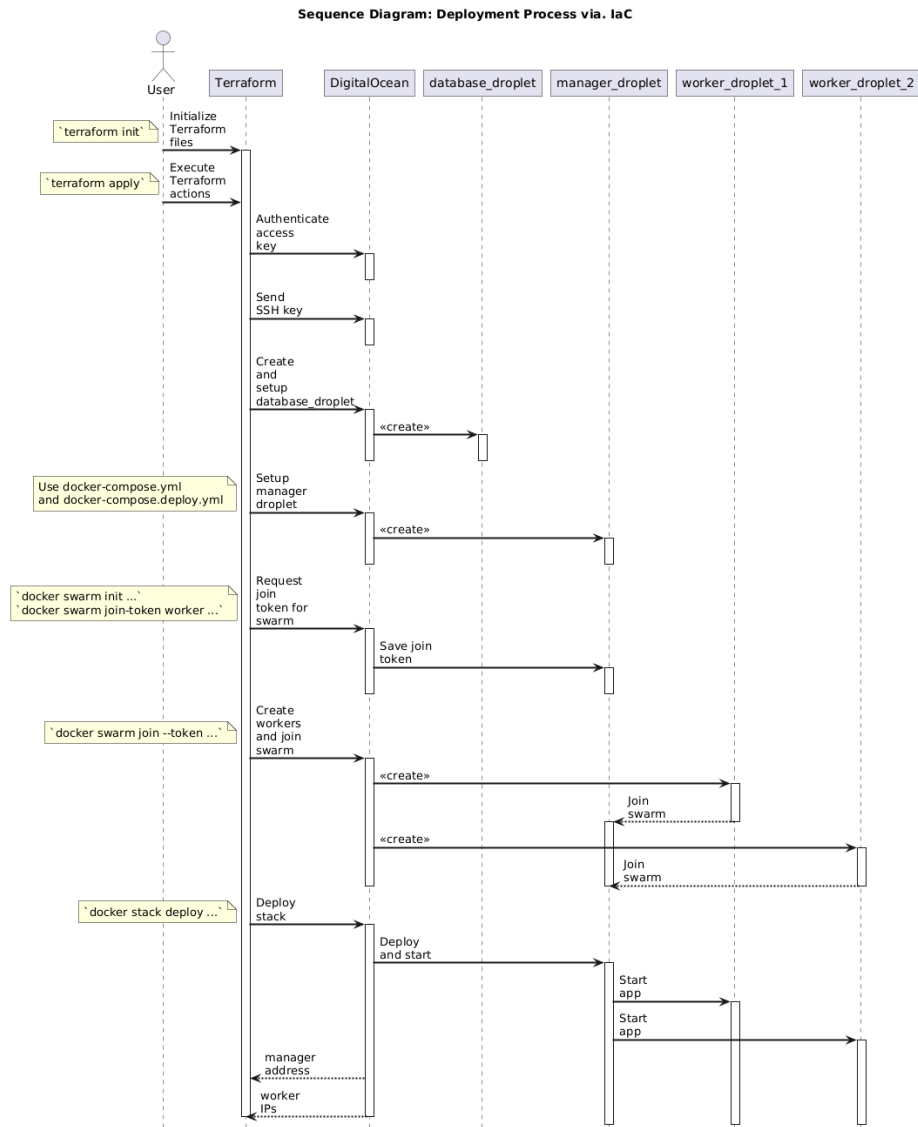 Sequence Diagram: Deployment Process via. IaC
User
Terraform
DigitalOcean
database_droplet
manager_droplet
worker_droplet_1
worker_droplet_2
`terraform init`
Initialize
Terraform
files
`terraform apply`
Execute
Terraform
actions
Authenticate
access
key
Send
SSH key
Create
and
setup
database_droplet
«create»
Use docker-compose.yml
and docker-compose.deploy.yml
Setup
manager
droplet
«create»
`docker swarm init ...`
`docker swarm join-token worker ...`
Request
join
token for
swarm
Save join
token
`docker swarm join --token ...`
Create
workers
and join
swarm
«create»
Join
swarm
«create»
Join
swarm
`docker stack deploy ...`
Deploy
stack
Deploy
and start
Start
app
Start
app
manager
address
worker
IPs